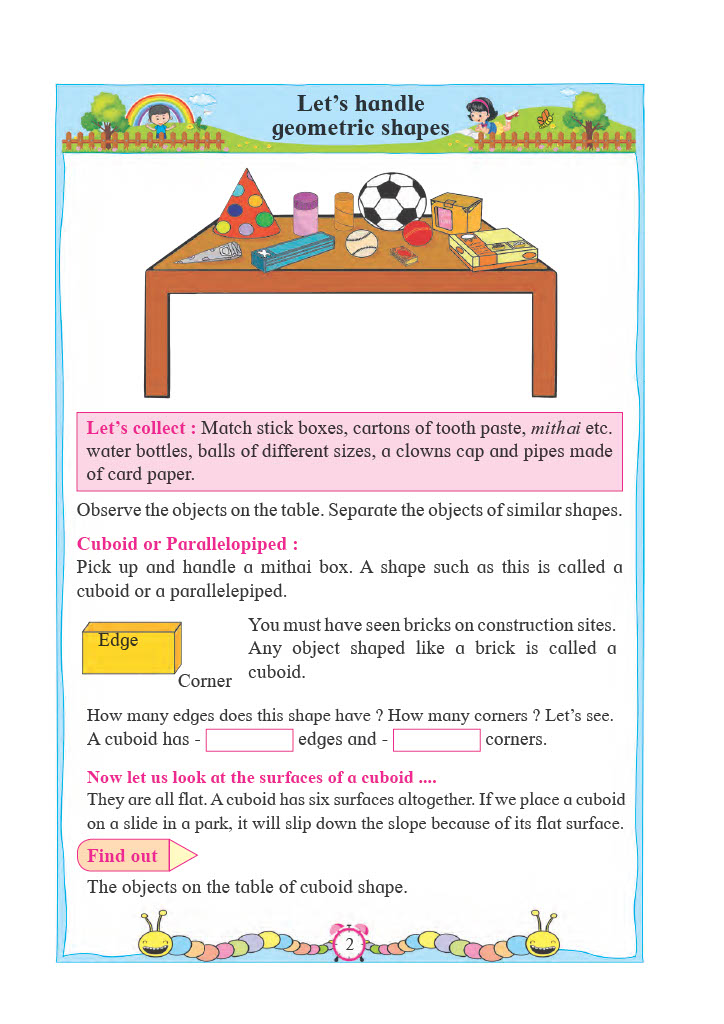 Let’s handle
geometric shapes
Let’s collect : Match stick boxes, cartons of tooth paste, mithai etc.
water bottles, balls of different sizes, a clowns cap and pipes made
of card paper.
Observe the objects on the table. Separate the objects of similar shapes.
Cuboid or Parallelopiped :
Pick up and handle a mithai box. A shape such as this is called a
cuboid or a parallelepiped.
Edge
Corner
You must have seen bricks on construction sites.
Any object shaped like a brick is called a
cuboid.
How many edges does this shape have ? How many corners ? Let’s see.
A cuboid has - edges and - corners.
Now let us look at the surfaces of a cuboid ....
They are all flat. A cuboid has six surfaces altogether. If we place a cuboid
on a slide in a park, it will slip down the slope because of its flat surface.
Find out
The objects on the table of cuboid shape.
2